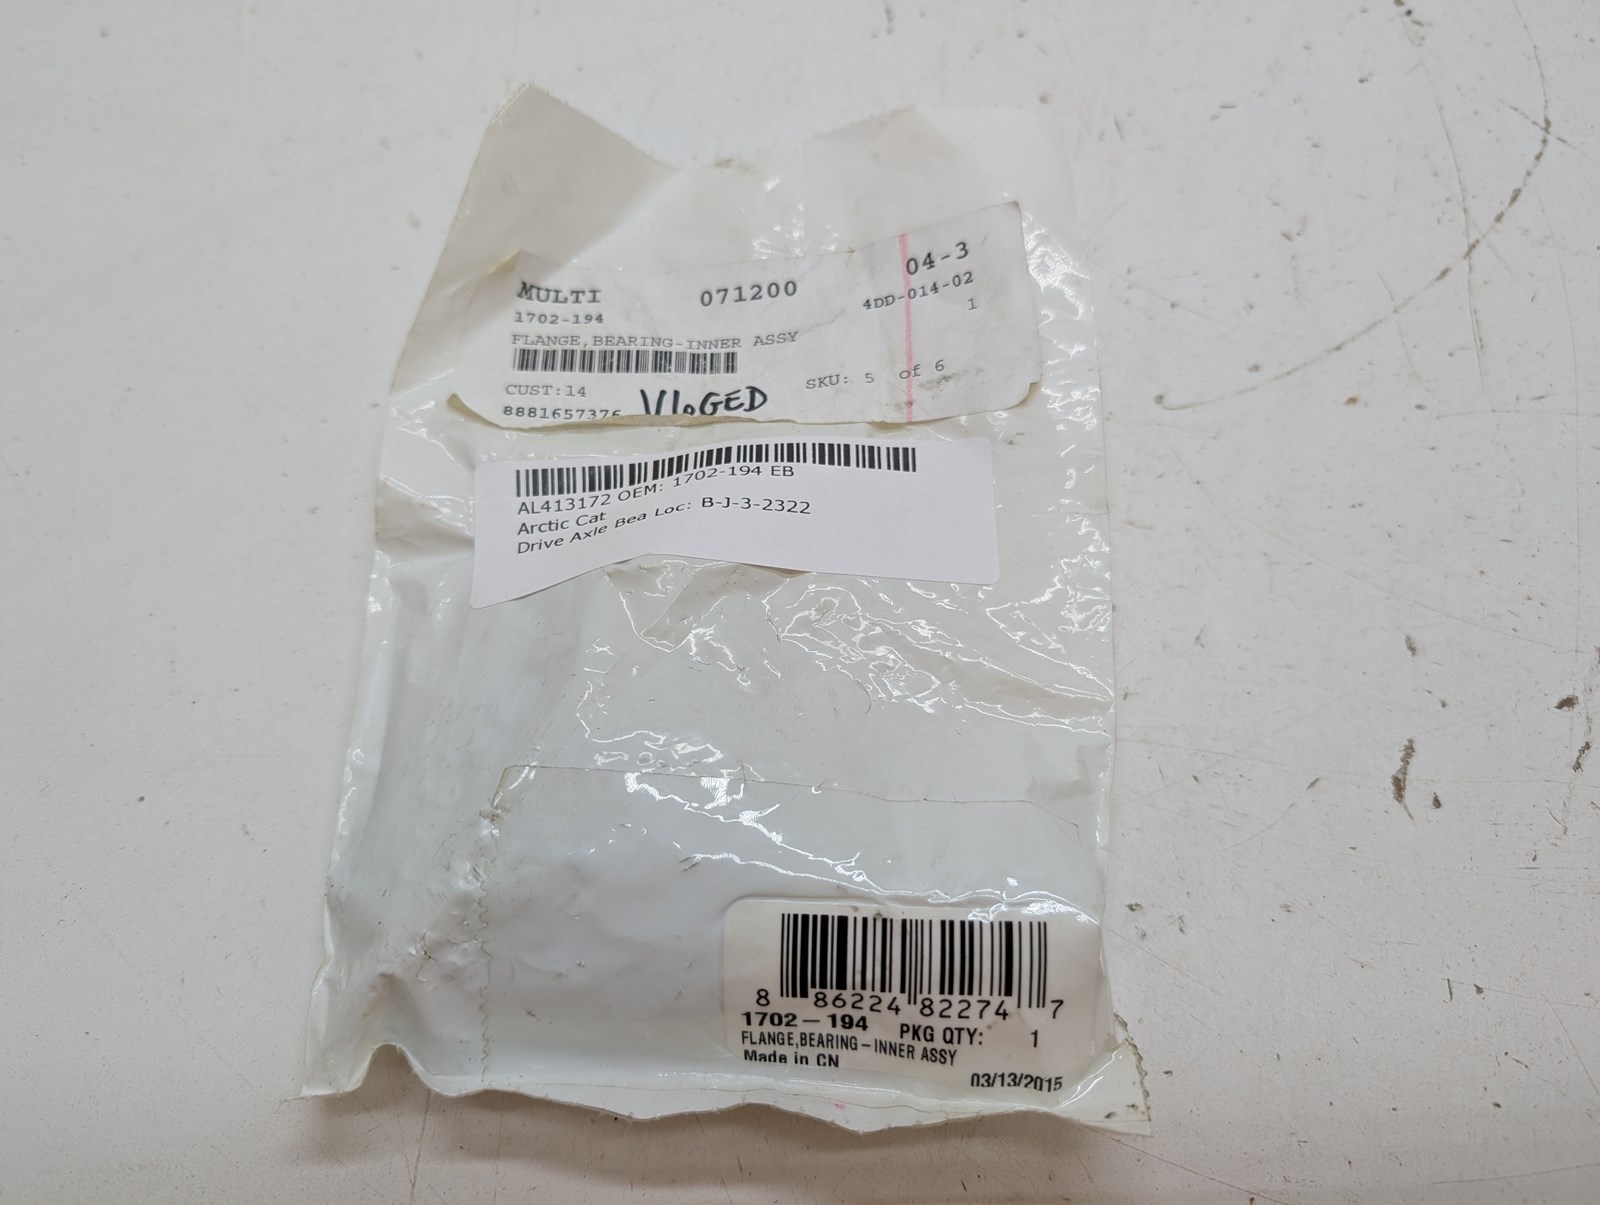 MULTI 071200 04-3
1702-194 4DD-014-02
FLANGE,BEARING-INNER ASSY 1
CUST:14 SKU: 5 of 6
8881657376
AL413172 OEM: 1702-194 EB
Arctic Cat
Drive Axle Bea Loc: B-J-3-2322
8 86224 82274 7
1702-194 PKG QTY: 1
FLANGE,BEARING-INNER ASSY
Made in CN
03/13/2015